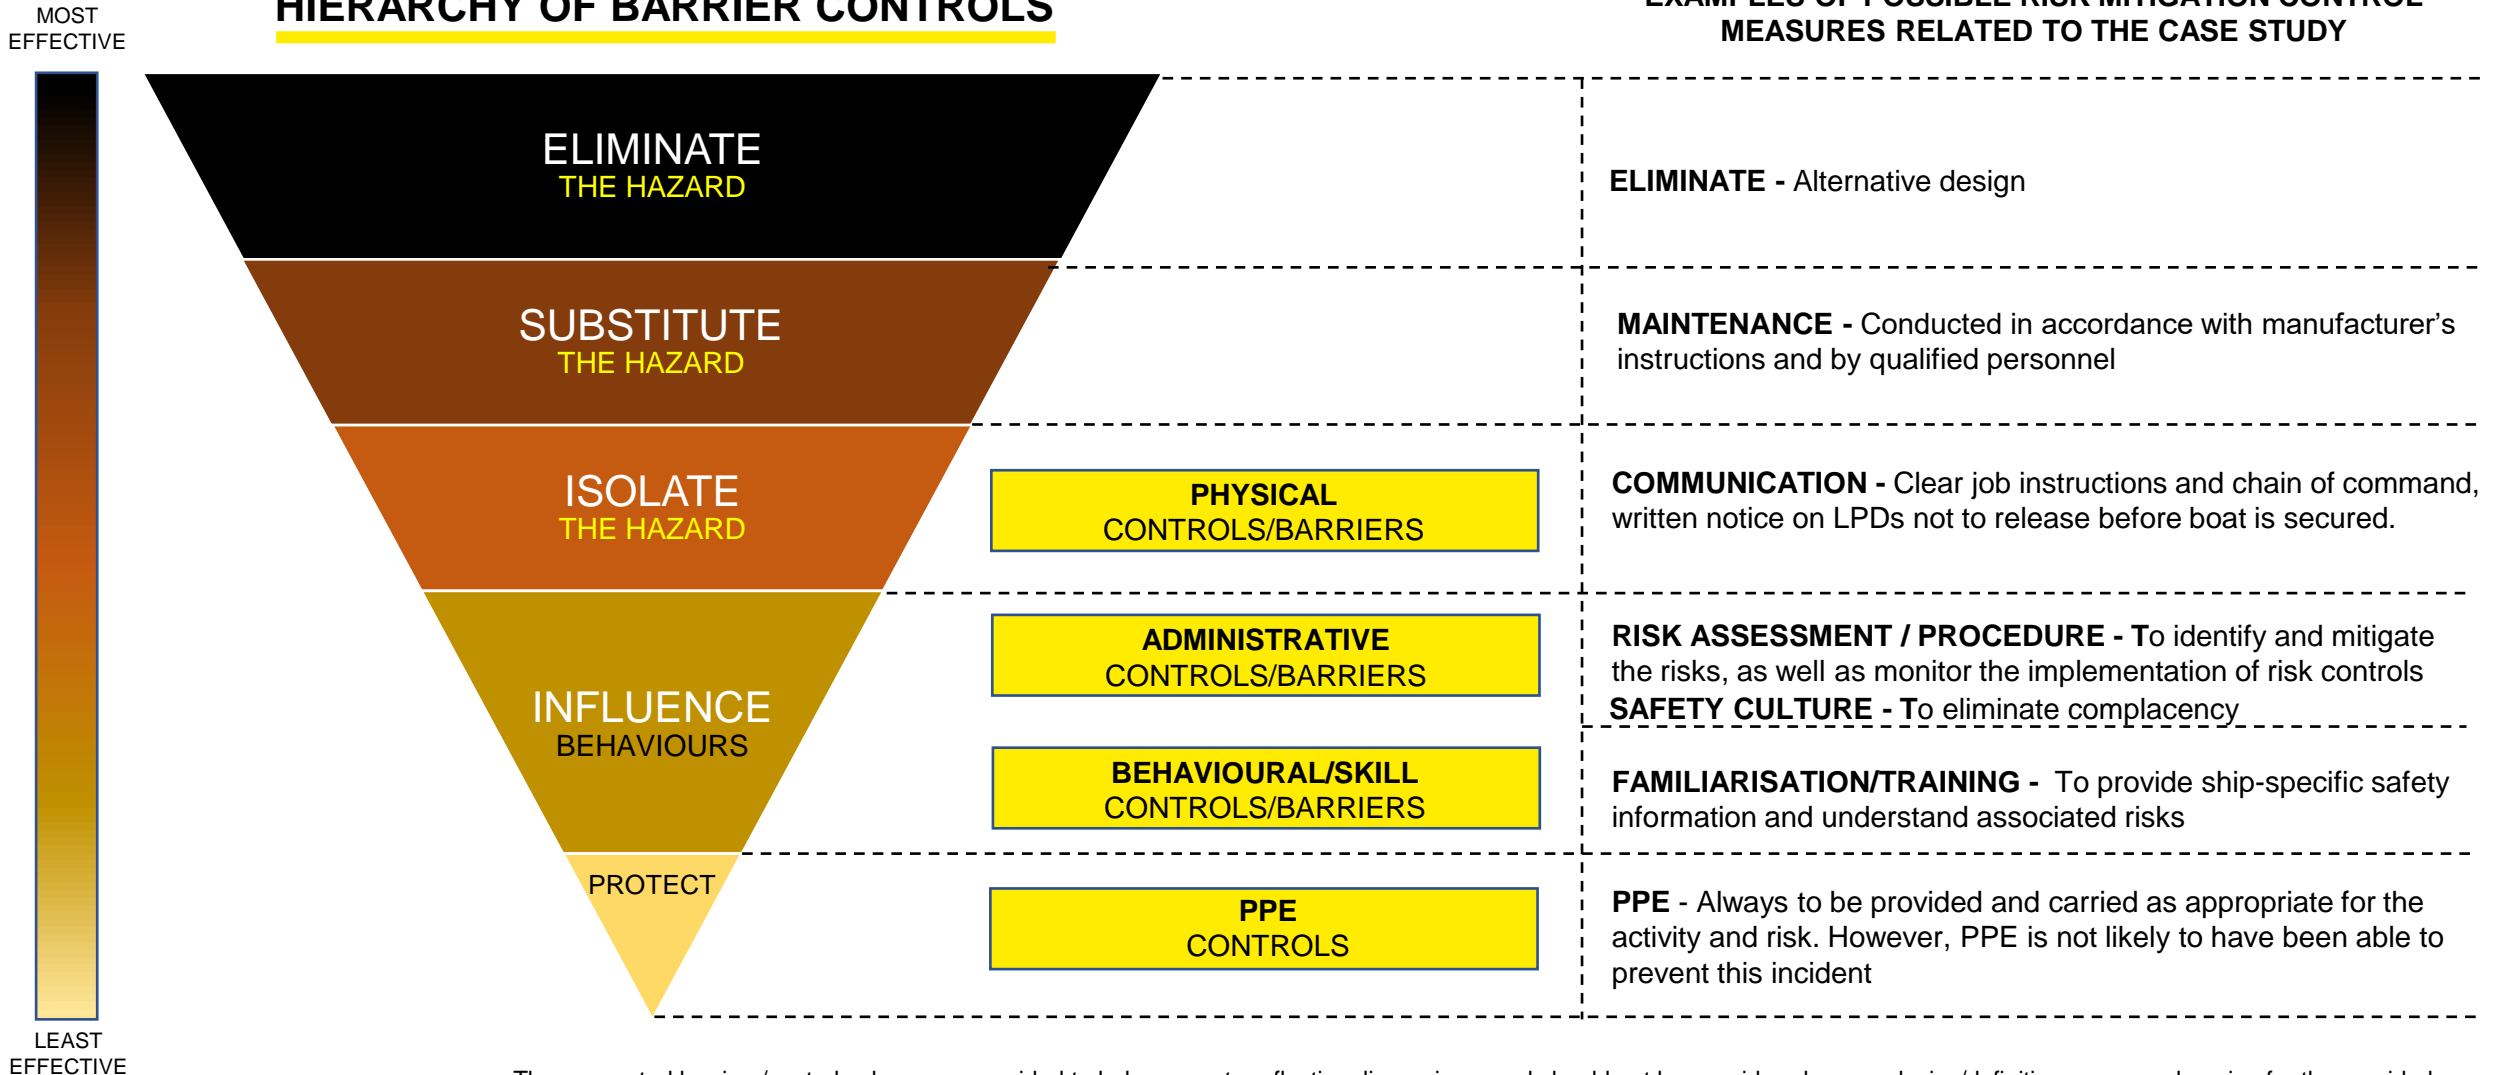 MOST
EFFECTIVE
HIERARCHY OF BARRIER CONTROLS
EXAMPLES OF POSSIBLE RISK MITIGATION CONTROL
MEASURES RELATED TO THE CASE STUDY
ELIMINATE
THE HAZARD
ELIMINATE - Alternative design
SUBSTITUTE
THE HAZARD
MAINTENANCE - Conducted in accordance with manufacturer’s
instructions and by qualified personnel
ISOLATE
THE HAZARD
PHYSICAL
CONTROLS/BARRIERS
COMMUNICATION - Clear job instructions and chain of command,
written notice on LPDs not to release before boat is secured.
INFLUENCE
BEHAVIOURS
ADMINISTRATIVE
CONTROLS/BARRIERS
RISK ASSESSMENT / PROCEDURE - To identify and mitigate
the risks, as well as monitor the implementation of risk controls
SAFETY CULTURE - To eliminate complacency
BEHAVIOURAL/SKILL
CONTROLS/BARRIERS
FAMILIARISATION/TRAINING - To provide ship-specific safety
information and understand associated risks
PROTECT
PPE
CONTROLS
PPE - Always to be provided and carried as appropriate for the
activity and risk. However, PPE is not likely to have been able to
prevent this incident
LEAST
EFFECTIVE